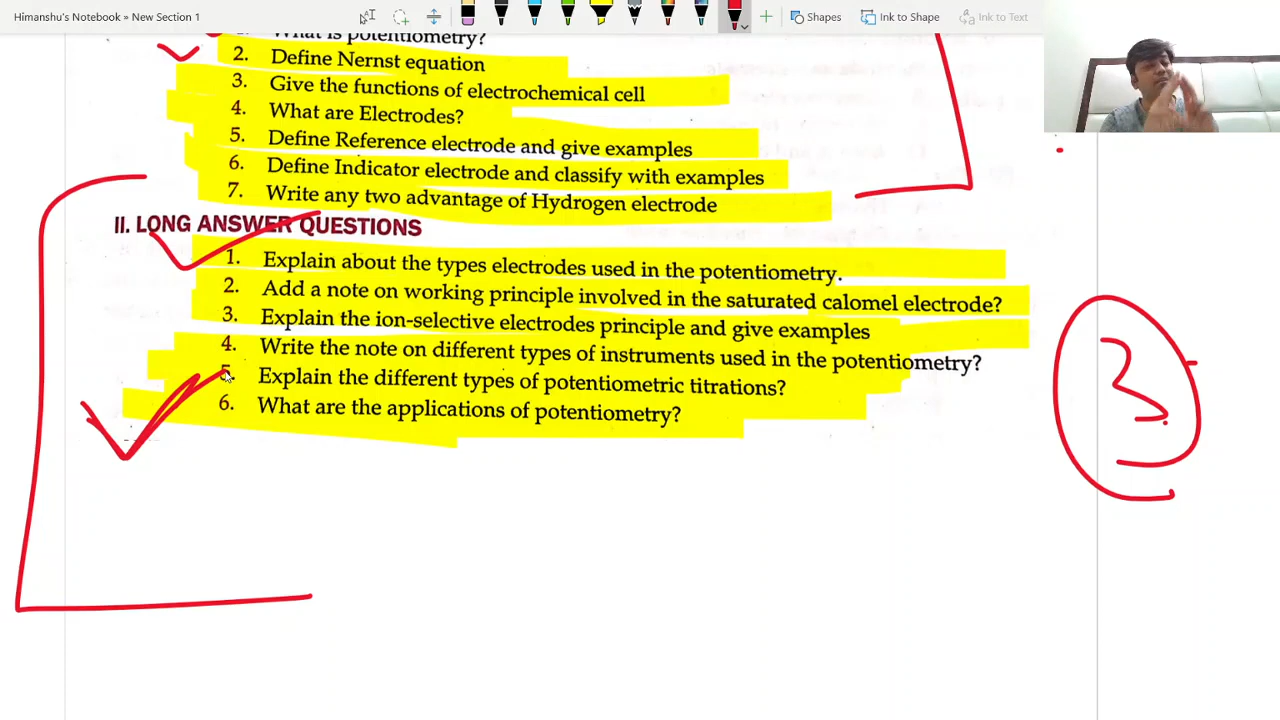 Himanshu's Notebook » New Section 1
Shapes
Ink to Shape
Ink to Text
1. What is potentiometry?
2. Define Nernst equation
3. Give the functions of electrochemical cell
4. What are Electrodes?
5. Define Reference electrode and give examples
6. Define Indicator electrode and classify with examples
7. Write any two advantage of Hydrogen electrode
II. LONG ANSWER QUESTIONS
1. Explain about the types electrodes used in the potentiometry.
2. Add a note on working principle involved in the saturated calomel electrode?
3. Explain the ion-selective electrodes principle and give examples
4. Write the note on different types of instruments used in the potentiometry?
5. Explain the different types of potentiometric titrations?
6. What are the applications of potentiometry?
3